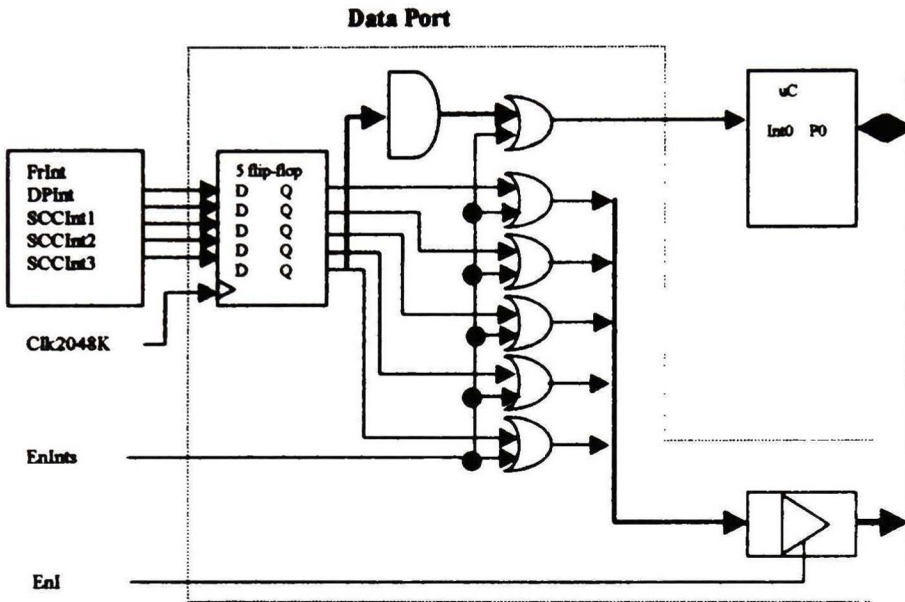 Data Port
uC
Int0 P0
FrInt
DPInt
SCCInt1
SCCInt2
SCCInt3
5 flip-flop
D Q
D Q
D Q
D Q
D Q
Clk2048K
EnInts
EnI